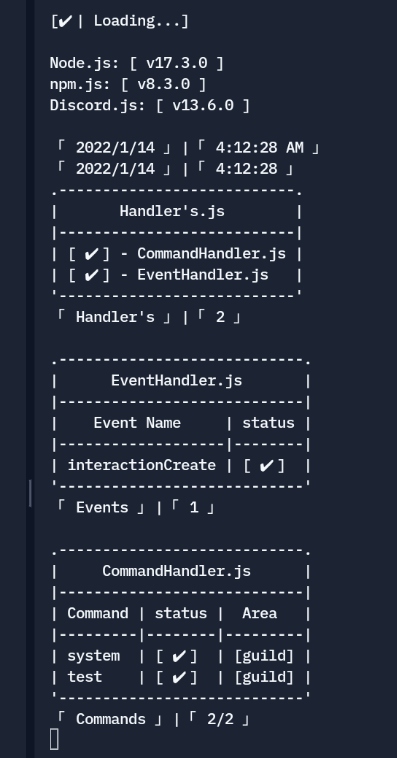 [✔ | Loading...]
Node.js: [ v17.3.0 ]
npm.js: [ v8.3.0 ]
Discord.js: [ v13.6.0 ]
「 2022/1/14 」 | 「 4:12:28 AM 」
「 2022/1/14 」 | 「 4:12:28 」
.---------------------------.
|       Handler's.js        |
|---------------------------|
| [ ✔ ] - CommandHandler.js |
| [ ✔ ] - EventHandler.js   |
'---------------------------'
「 Handler's 」 | 「 2 」
.----------------------------.
|      EventHandler.js       |
|----------------------------|
|    Event Name     | status |
|-------------------|--------|
| interactionCreate | [ ✔ ]  |
'----------------------------'
「 Events 」 | 「 1 」
.----------------------------.
|     CommandHandler.js      |
|----------------------------|
| Command | status |  Area   |
|---------|--------|---------|
| system  | [ ✔ ]  | [guild] |
| test    | [ ✔ ]  | [guild] |
'----------------------------'
「 Commands 」 | 「 2/2 」